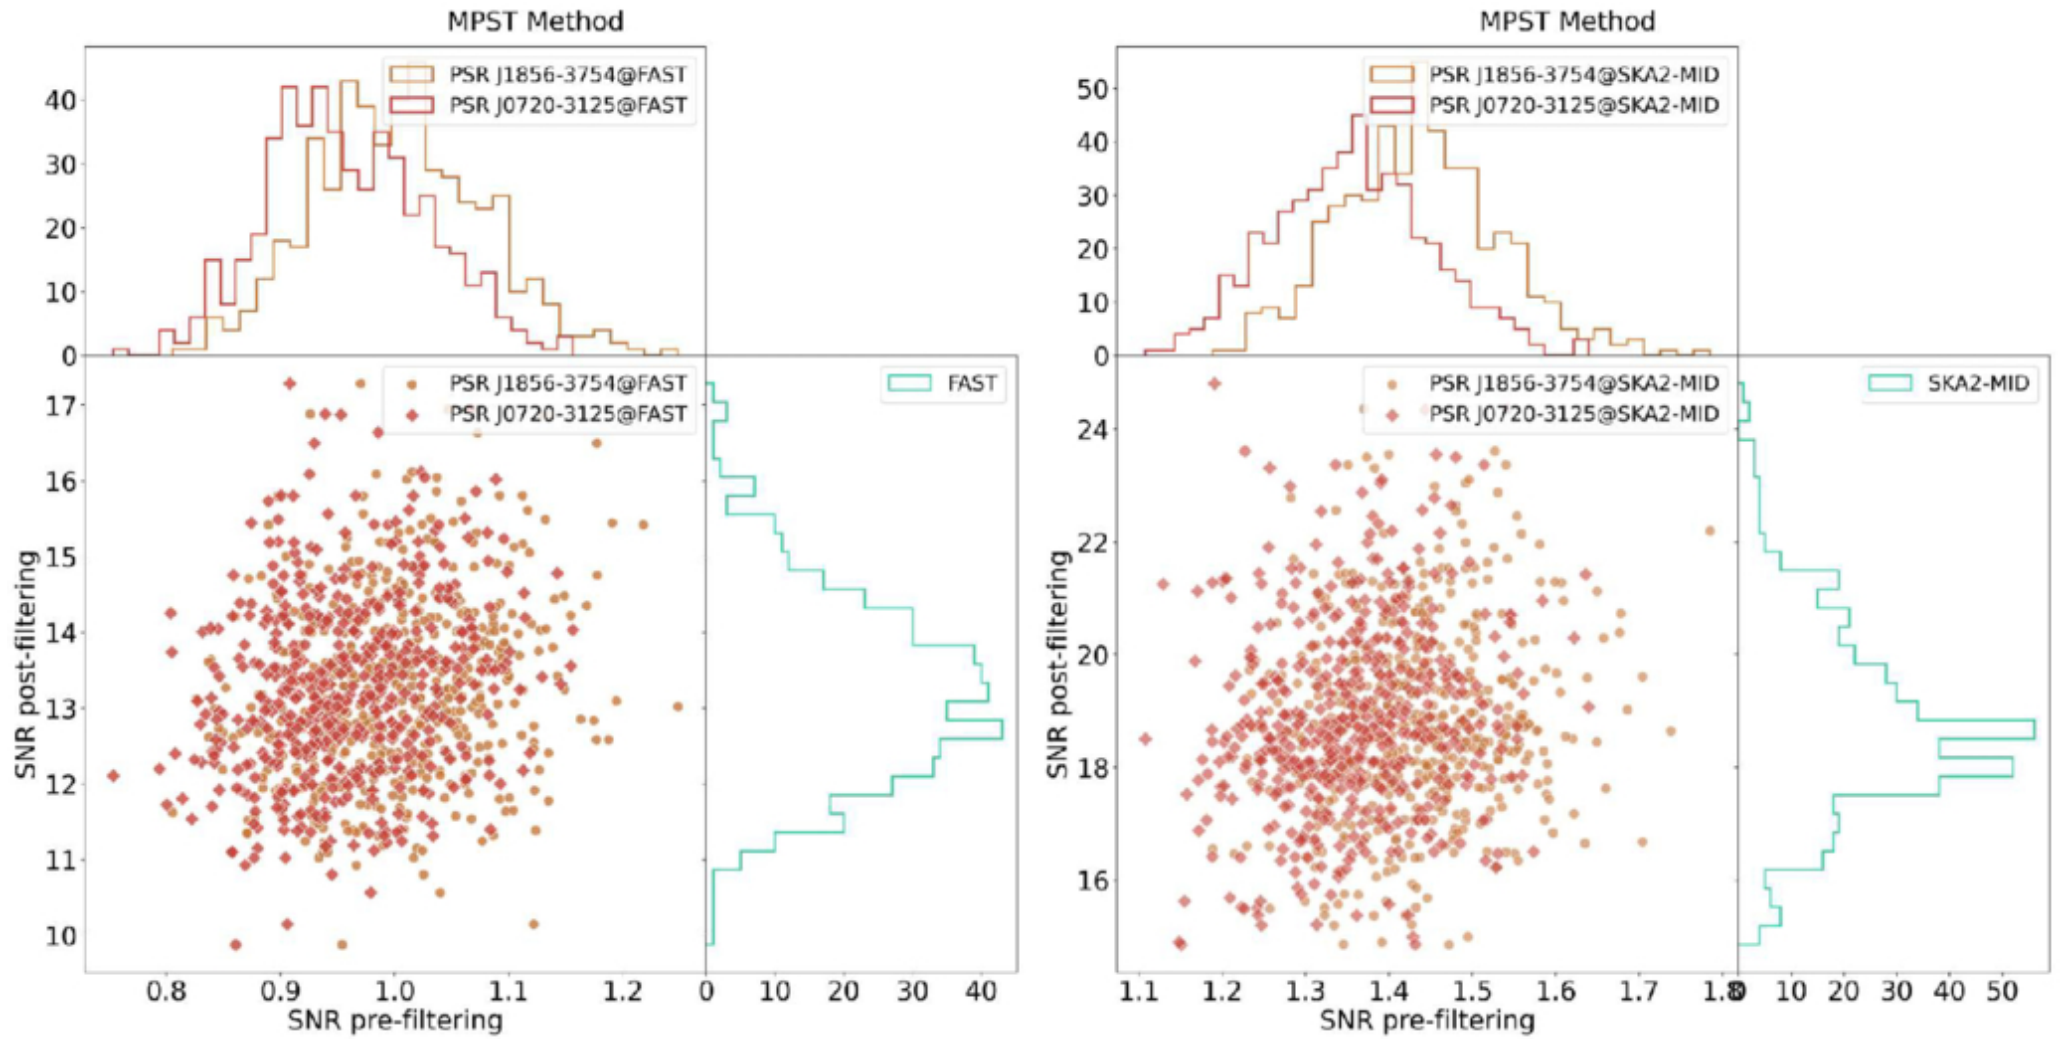 MPST Method
PSR J1856-3754@FAST
PSR J0720-3125@FAST
40
30
20
10
0
PSR J1856-3754@FAST
PSR J0720-3125@FAST
FAST
17
16
15
14
13
12
11
10
SNR post-filtering
0.8 0.9 1.0 1.1 1.2
0 10 20 30 40
SNR pre-filtering
MPST Method
PSR J1856-3754@SKA2-MID
PSR J0720-3125@SKA2-MID
50
40
30
20
10
0
PSR J1856-3754@SKA2-MID
PSR J0720-3125@SKA2-MID
SKA2-MID
24
22
20
18
16
SNR post-filtering
1.1 1.2 1.3 1.4 1.5 1.6 1.7 1.8
0 10 20 30 40 50
SNR pre-filtering